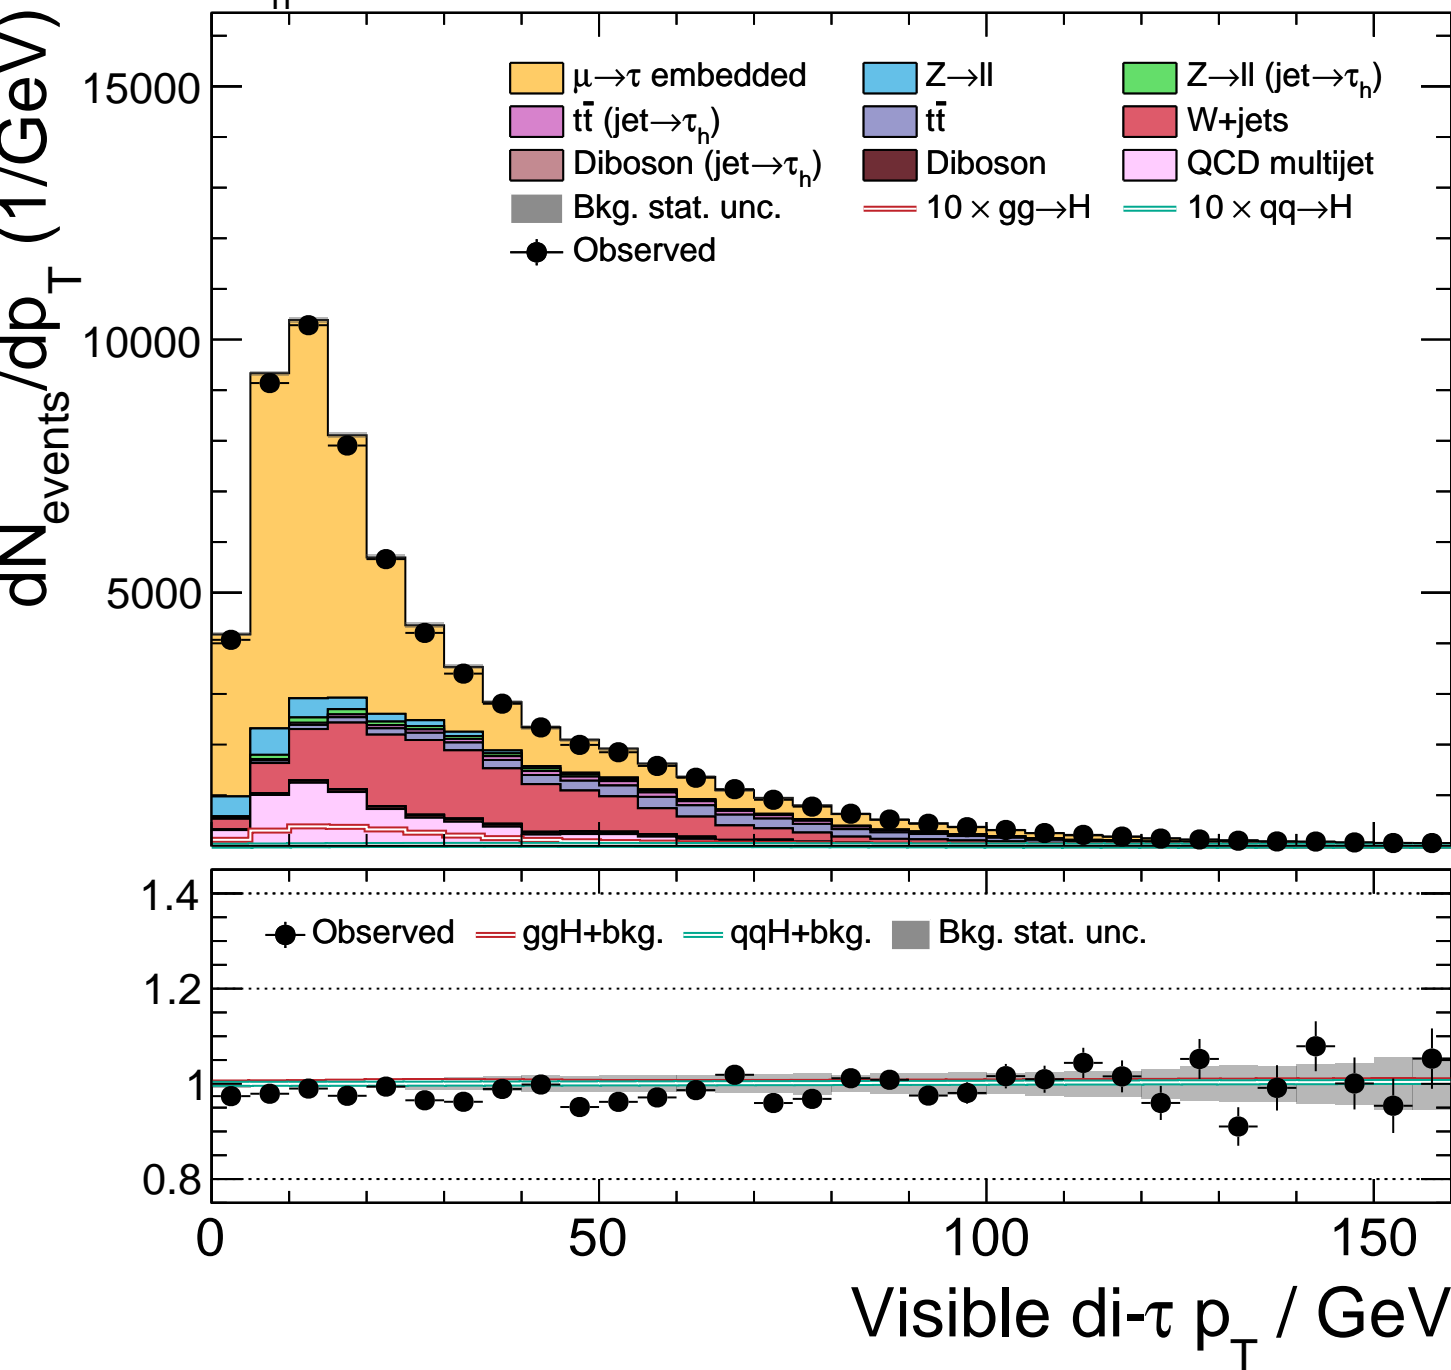 dN_events/dp_T (1/GeV)
15000
10000
5000
μ→τ embedded
Z→ll
Z→ll (jet→τ_h)
tt̄ (jet→τ_h)
tt̄
W+jets
Diboson (jet→τ_h)
Diboson
QCD multijet
Bkg. stat. unc.
10 × gg→H
10 × qq→H
Observed
1.4
1.2
1
0.8
Observed
ggH+bkg.
qqH+bkg.
Bkg. stat. unc.
0
50
100
150
Visible di-τ p_T / GeV